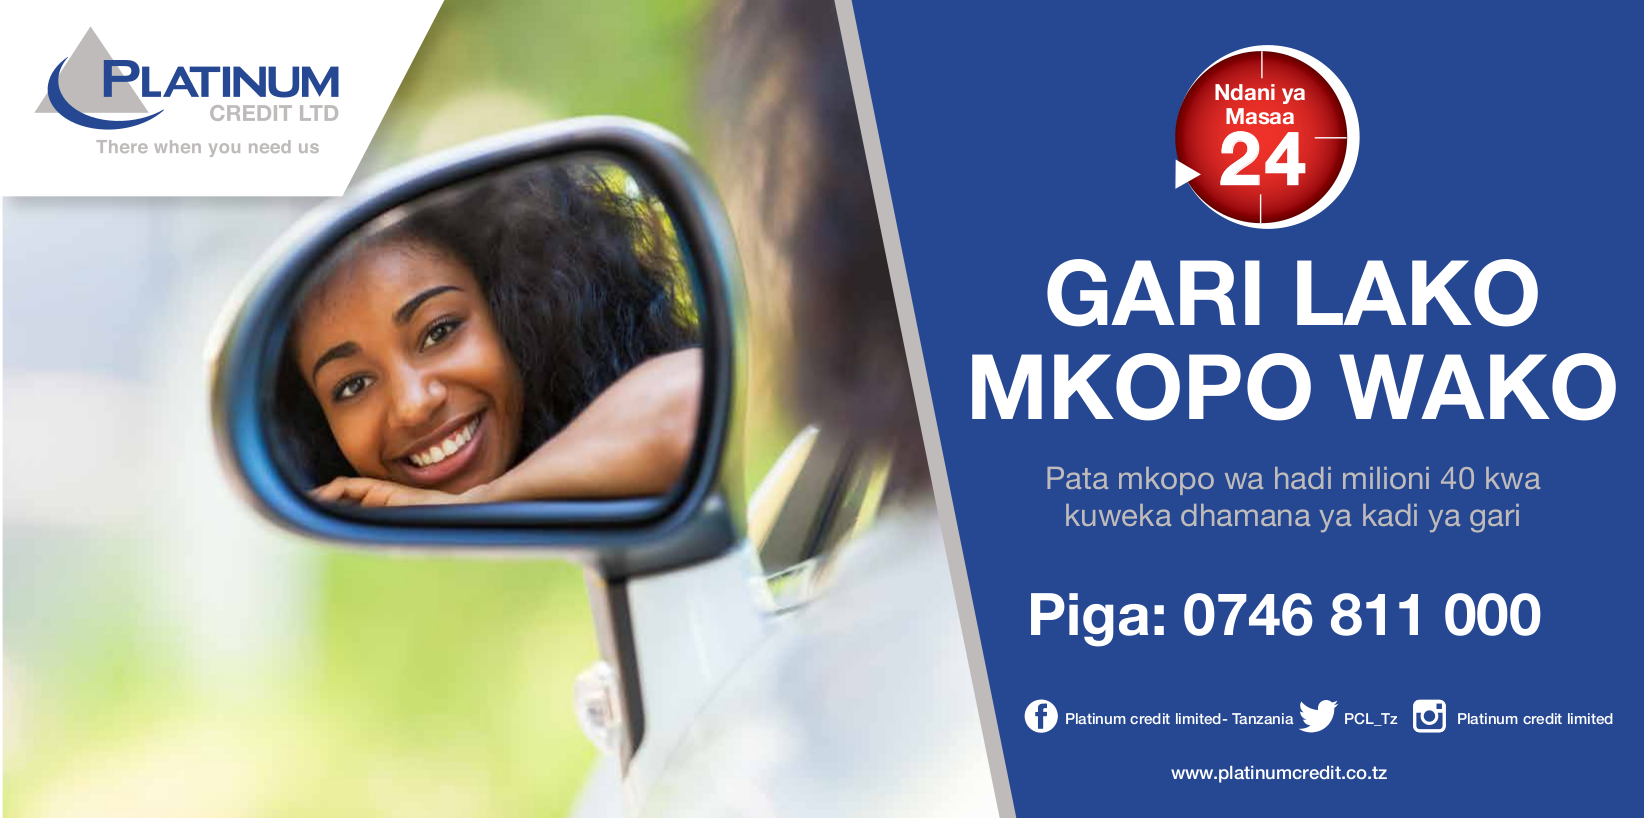 PLATINUM
CREDIT LTD
There when you need us
Ndani ya
Masaa
24
GARI LAKO
MKOPO WAKO
Pata mkopo wa hadi milioni 40 kwa
kuweka dhamana ya kadi ya gari
Piga: 0746 811 000
Platinum credit limited- Tanzania PCL_Tz Platinum credit limited
www.platinumcredit.co.tz